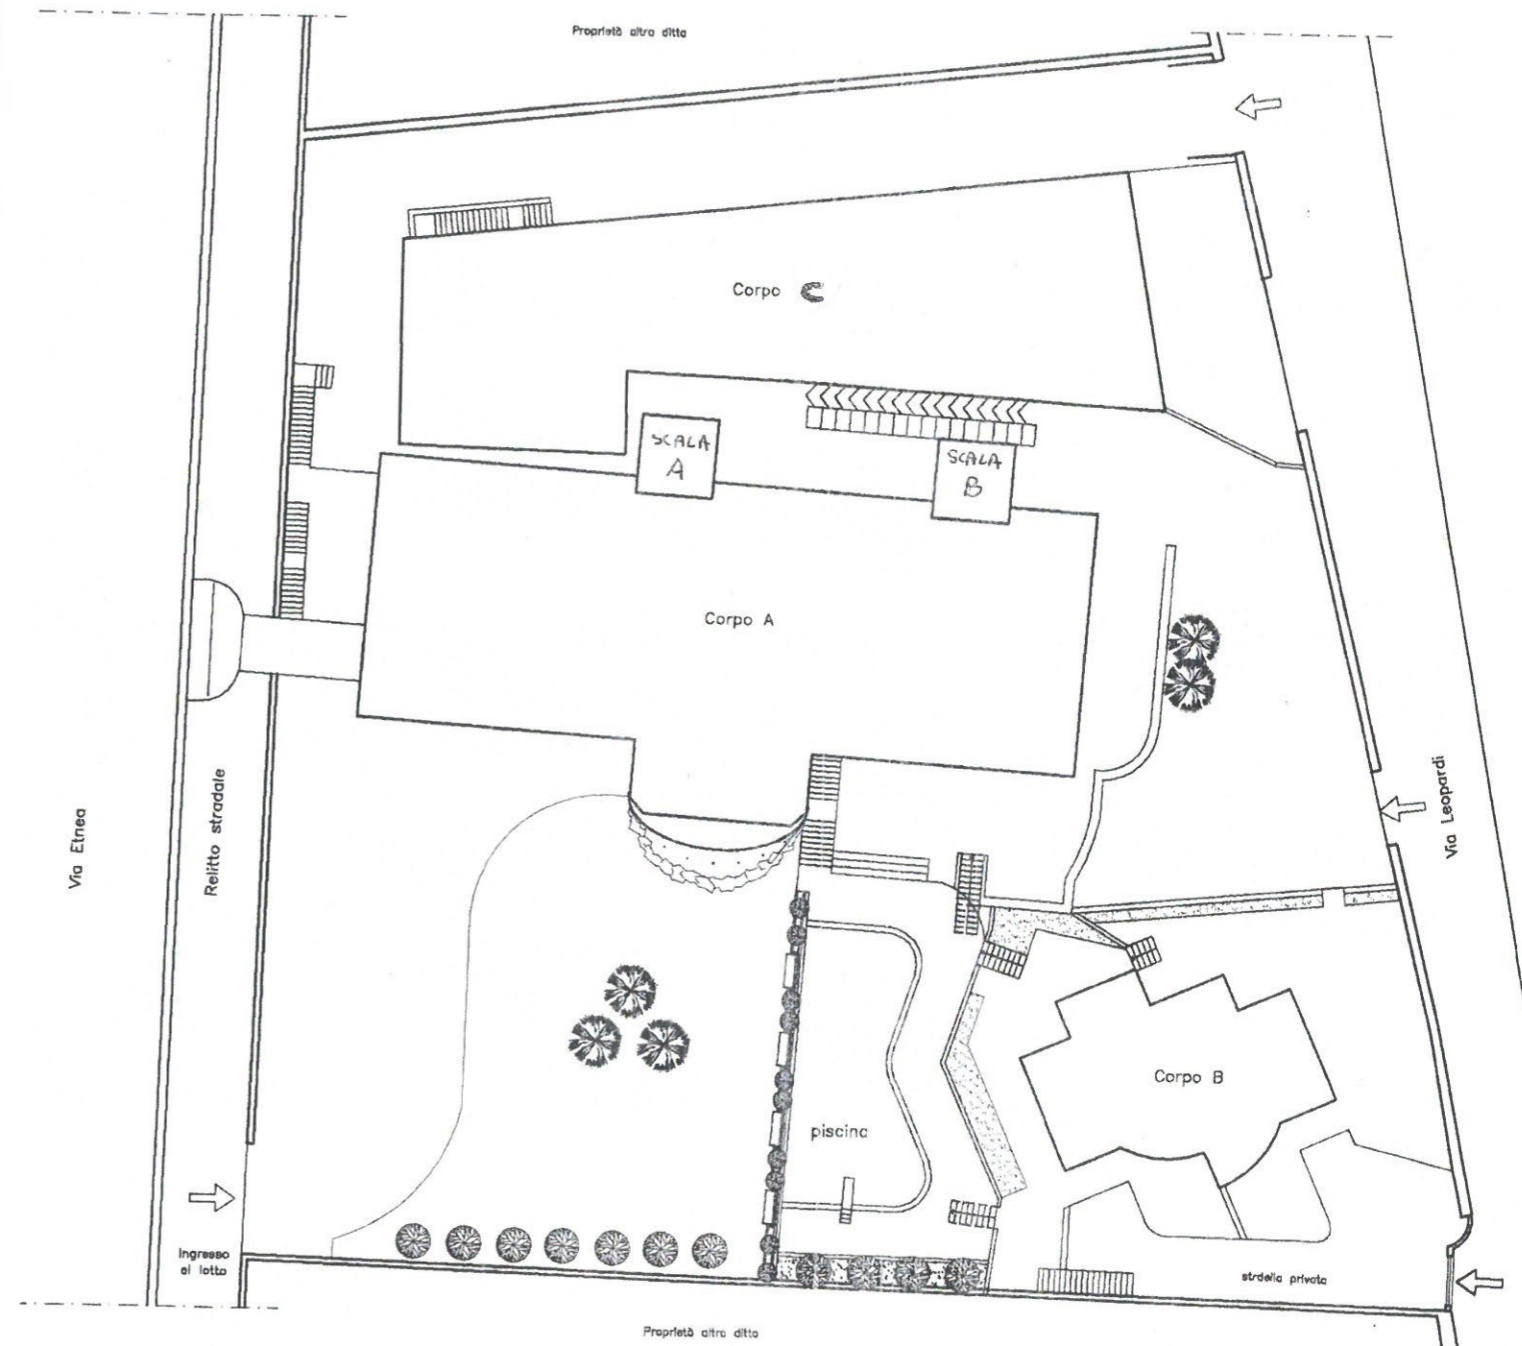 Proprietà altra ditta
Corpo C
SCALA
A
SCALA
B
Corpo A
Via Etnea
Relitto stradale
Via Leopardi
Corpo B
piscina
Ingresso
al lotto
strdella privata
Proprietà altra ditta